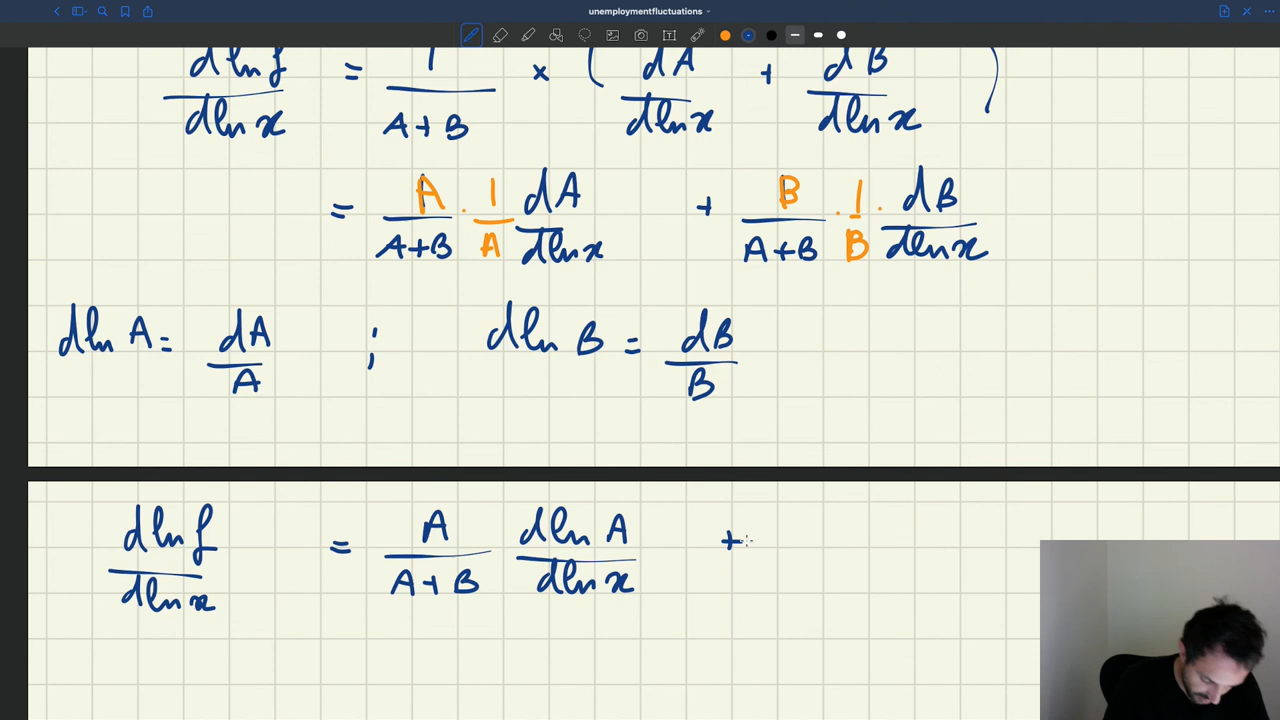 unemploymentfluctuations
d ln f / d ln x = 1 / A + B × ( dA / d ln x + dB / d ln x )
= A / A+B · 1 / A dA / d ln x + B / A+B · 1 / B · dB / d ln x
d ln A = dA / A ; d ln B = dB / B
d ln f / d ln x = A / A + B d ln A / d ln x +